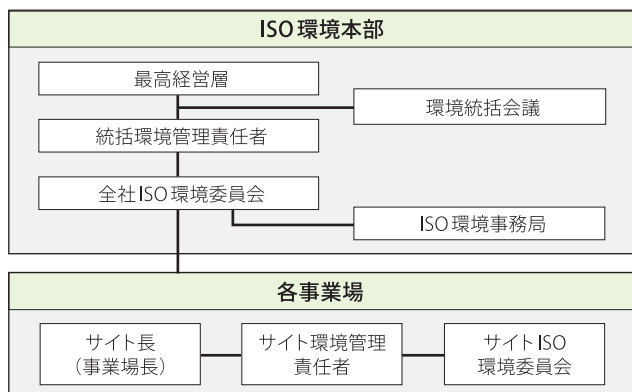 ISO環境本部
最高経営層
環境統括会議
統括環境管理責任者
全社ISO環境委員会
ISO環境事務局
各事業場
サイト長
（事業場長）
サイト環境管理
責任者
サイトISO
環境委員会